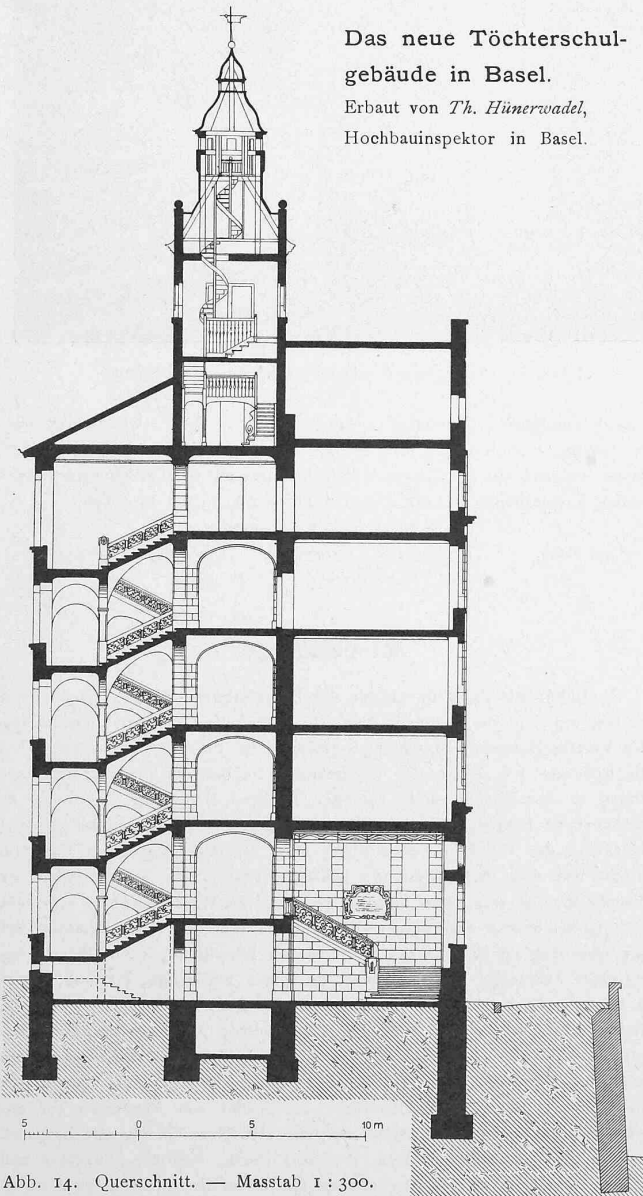 Das neue Töchterschul-
gebäude in Basel.
Erbaut von Th. Hünerwadel,
Hochbauinspektor in Basel.
5 0 5 10 m
Abb. 14. Querschnitt. — Masstab 1 : 300.